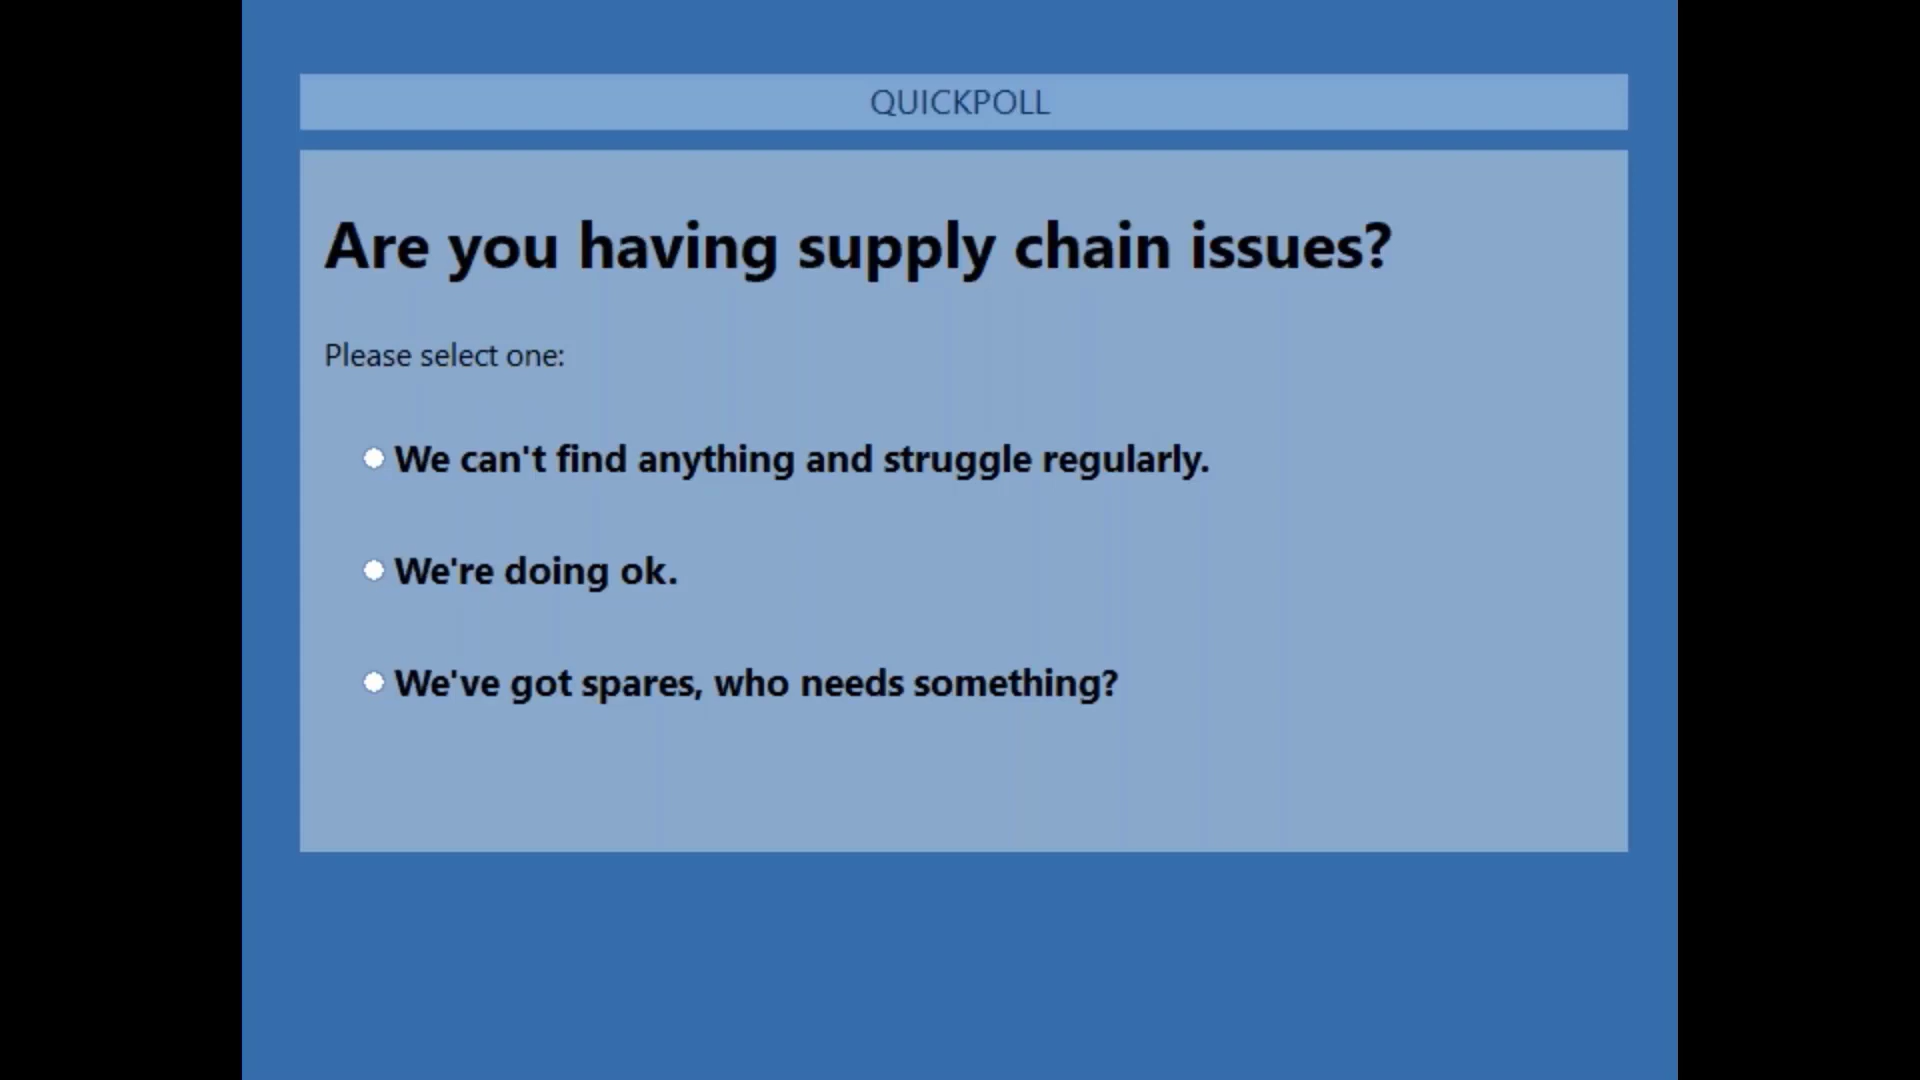 QUICKPOLL
Are you having supply chain issues?
Please select one:
We can't find anything and struggle regularly.
We're doing ok.
We've got spares, who needs something?